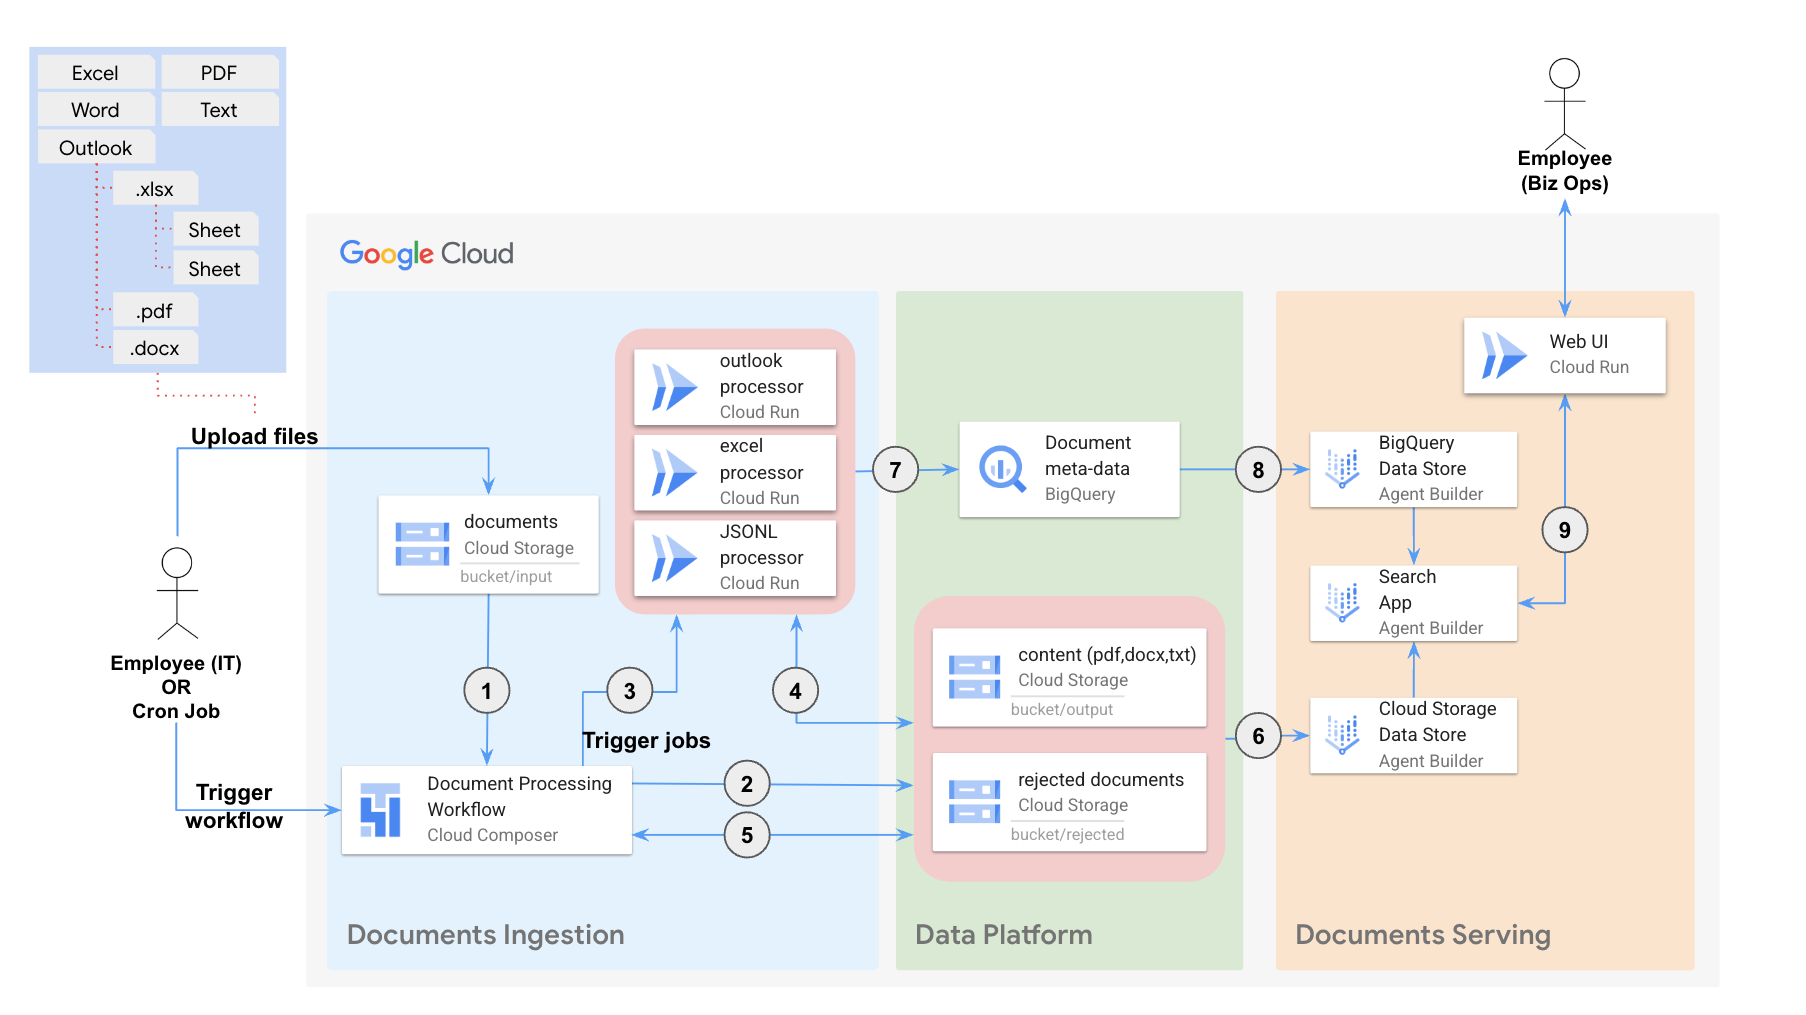 Excel
PDF
Word
Text
Outlook
.xlsx
Sheet
Sheet
.pdf
.docx
Employee
(Biz Ops)
Google Cloud
Upload files
documents
Cloud Storage
bucket/input
outlook
processor
Cloud Run
excel
processor
Cloud Run
JSONL
processor
Cloud Run
7
Document
meta-data
BigQuery
8
Web UI
Cloud Run
BigQuery
Data Store
Agent Builder
9
Search
App
Agent Builder
Employee (IT)
OR
Cron Job
1
3
4
Trigger jobs
content (pdf,docx,txt)
Cloud Storage
bucket/output
6
Cloud Storage
Data Store
Agent Builder
Trigger
workflow
Document Processing
Workflow
Cloud Composer
2
5
rejected documents
Cloud Storage
bucket/rejected
Documents Ingestion
Data Platform
Documents Serving